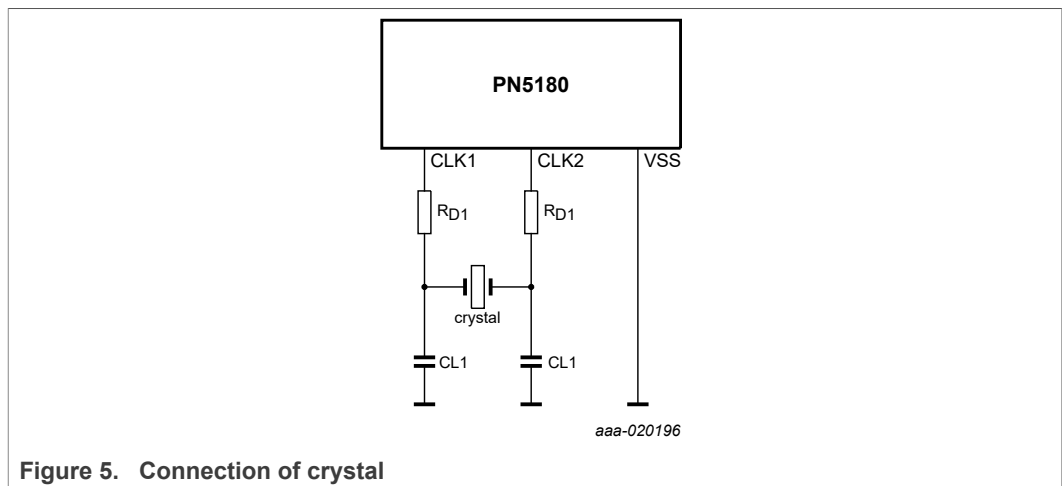 PN5180
CLK1 CLK2 VSS
RD1 RD1
crystal
CL1 CL1
aaa-020196
Figure 5. Connection of crystal